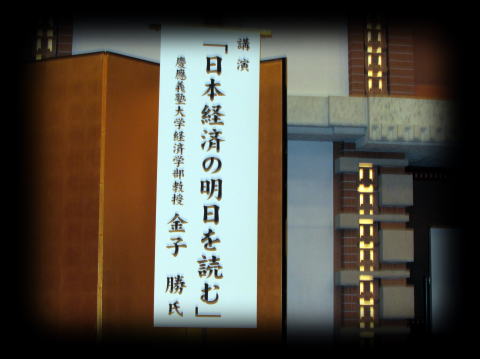 講演
「日本経済の明日を読む」
慶應義塾大学経済学部教授 金子 勝 氏